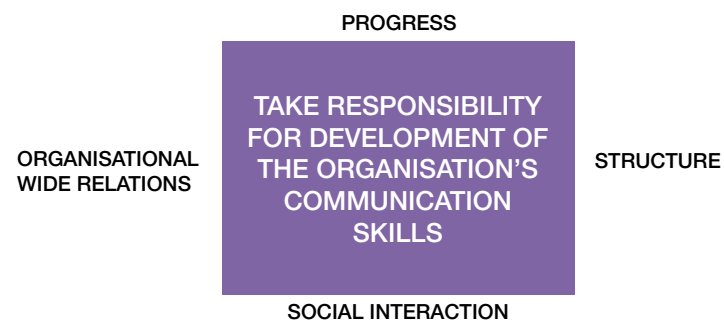 PROGRESS
TAKE RESPONSIBILITY
FOR DEVELOPMENT OF
THE ORGANISATION’S
COMMUNICATION
SKILLS
ORGANISATIONAL
WIDE RELATIONS
STRUCTURE
SOCIAL INTERACTION